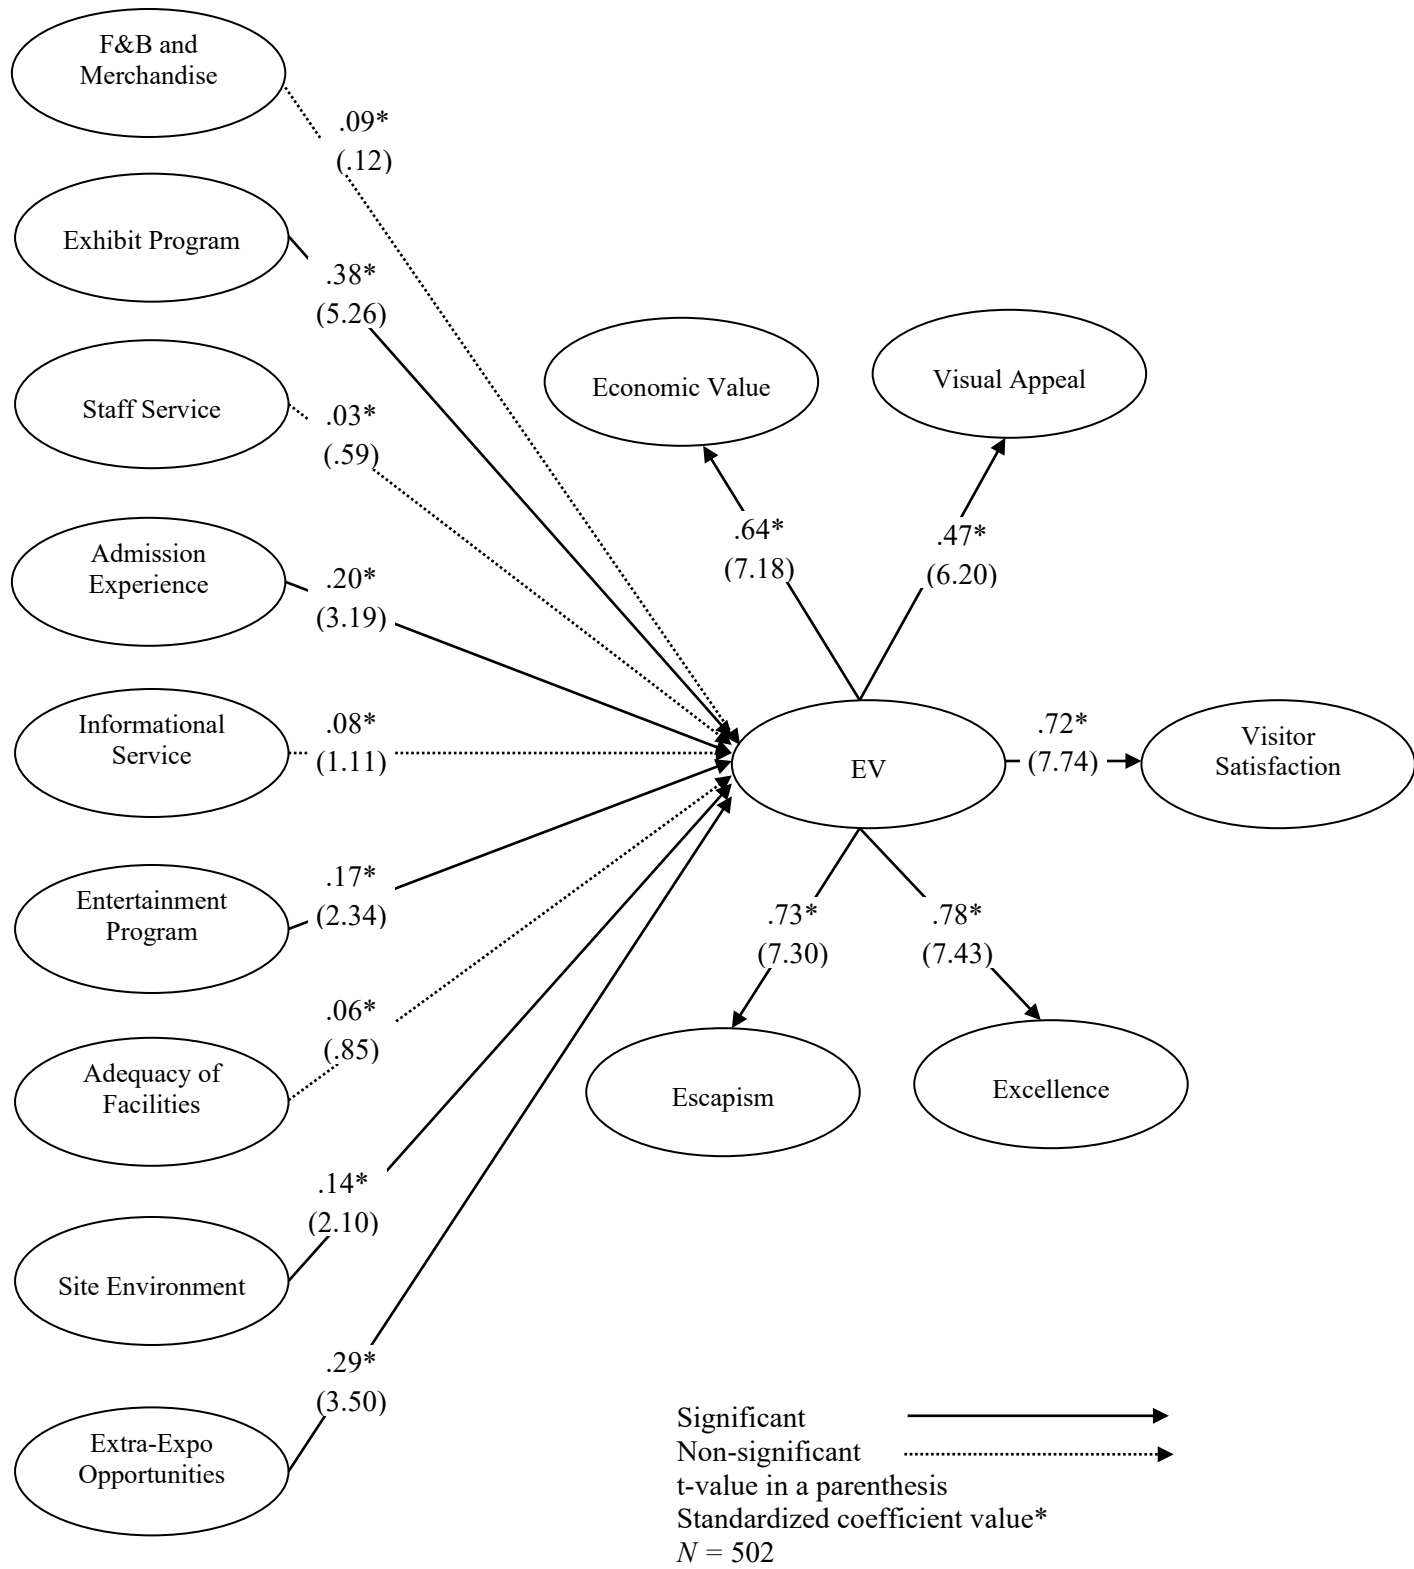 F&B and
Merchandise
.09*
(.12)
Exhibit Program
.38*
(5.26)
Staff Service
.03*
(.59)
Admission
Experience
.20*
(3.19)
Informational
Service
.08*
(1.11)
Entertainment
Program
.17*
(2.34)
Adequacy of
Facilities
.06*
(.85)
Site Environment
.14*
(2.10)
Extra-Expo
Opportunities
.29*
(3.50)
Economic Value
.64*
(7.18)
Visual Appeal
.47*
(6.20)
EV
.72*
(7.74)
Visitor
Satisfaction
.73*
(7.30)
.78*
(7.43)
Escapism
Excellence
Significant
Non-significant
t-value in a parenthesis
Standardized coefficient value*
N = 502